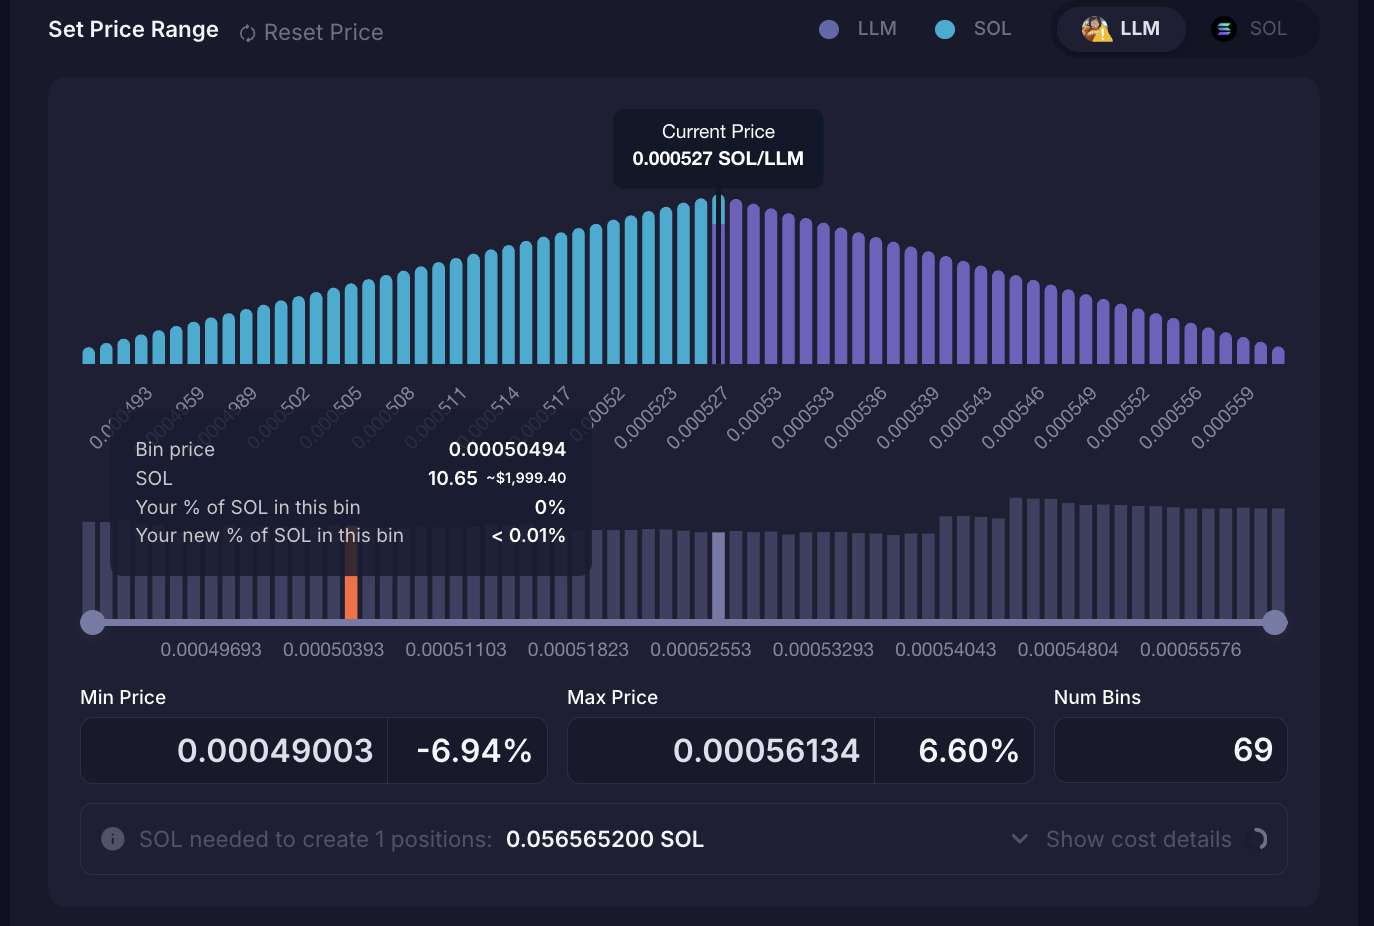 Set Price Range
Reset Price
LLM
SOL
LLM
SOL
Current Price
0.000527 SOL/LLM
0.000493
0.000502
0.000505
0.000508
0.000514
0.000517
0.00052
0.000523
0.000527
0.00053
0.000533
0.000536
0.000539
0.000543
0.000546
0.000549
0.000552
0.000556
0.000559
Bin price 0.00050494
SOL 10.65 ~$1,999.40
Your % of SOL in this bin 0%
Your new % of SOL in this bin < 0.01%
0.00049693
0.00050393
0.00051103
0.00051823
0.00052553
0.00053293
0.00054043
0.00054804
0.00055576
Min Price
0.00049003
-6.94%
Max Price
0.00056134
6.60%
Num Bins
69
SOL needed to create 1 positions: 0.056565200 SOL
Show cost details